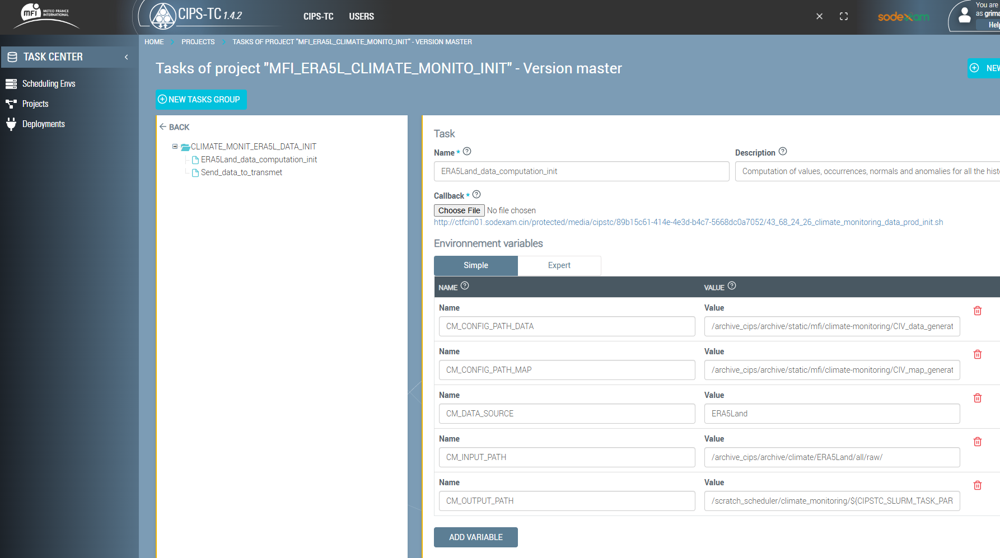 mfi METEO FRANCE
INTERNATIONAL
CIPS-TC 1.4.2
CIPS-TC
USERS
sodexam
You are
as grima
Help
HOME > PROJECTS > TASKS OF PROJECT "MFI_ERA5L_CLIMATE_MONITO_INIT" - VERSION MASTER
TASK CENTER
Scheduling Envs
Projects
Deployments
Tasks of project "MFI_ERA5L_CLIMATE_MONITO_INIT" - Version master
NEW
NEW TASKS GROUP
BACK
CLIMATE_MONIT_ERA5L_DATA_INIT
ERA5Land_data_computation_init
Send_data_to_transmet
Task
Name *
Description
ERA5Land_data_computation_init
Computation of values, occurrences, normals and anomalies for all the histo
Callback *
Choose File No file chosen
http://ctfcin01.sodexam.cin/protected/media/cipstc/89b15c61-414e-4e3d-b4c7-5668dc0a7052/43_68_24_26_climate_monitoring_data_prod_init.sh
Environnement variables
Simple
Expert
NAME
VALUE
Name
Value
CM_CONFIG_PATH_DATA
/archive_cips/archive/static/mfi/climate-monitoring/CIV_data_generat
Name
Value
CM_CONFIG_PATH_MAP
/archive_cips/archive/static/mfi/climate-monitoring/CIV_map_generat
Name
Value
CM_DATA_SOURCE
ERA5Land
Name
Value
CM_INPUT_PATH
/archive_cips/archive/climate/ERA5Land/all/raw/
Name
Value
CM_OUTPUT_PATH
/scratch_scheduler/climate_monitoring/${CIPSTC_SLURM_TASK_PAR
ADD VARIABLE